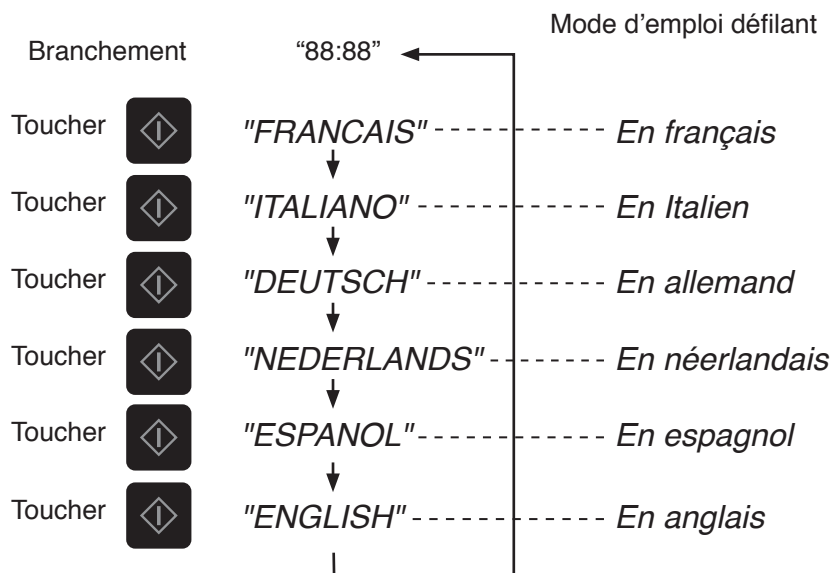 Mode d’emploi défilant
Branchement “88:88”
Toucher "FRANCAIS" En français
Toucher "ITALIANO" En Italien
Toucher "DEUTSCH" En allemand
Toucher "NEDERLANDS" En néerlandais
Toucher "ESPANOL" En espagnol
Toucher "ENGLISH" En anglais